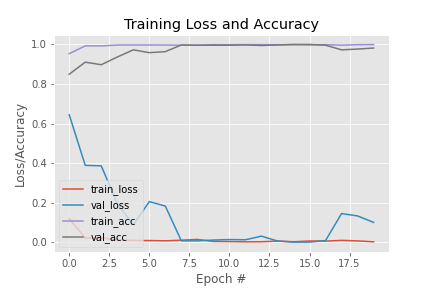 Training Loss and Accuracy
1.0
0.8
0.6
0.4
0.2
0.0
Loss/Accuracy
train_loss
val_loss
train_acc
val_acc
0.0 2.5 5.0 7.5 10.0 12.5 15.0 17.5
Epoch #